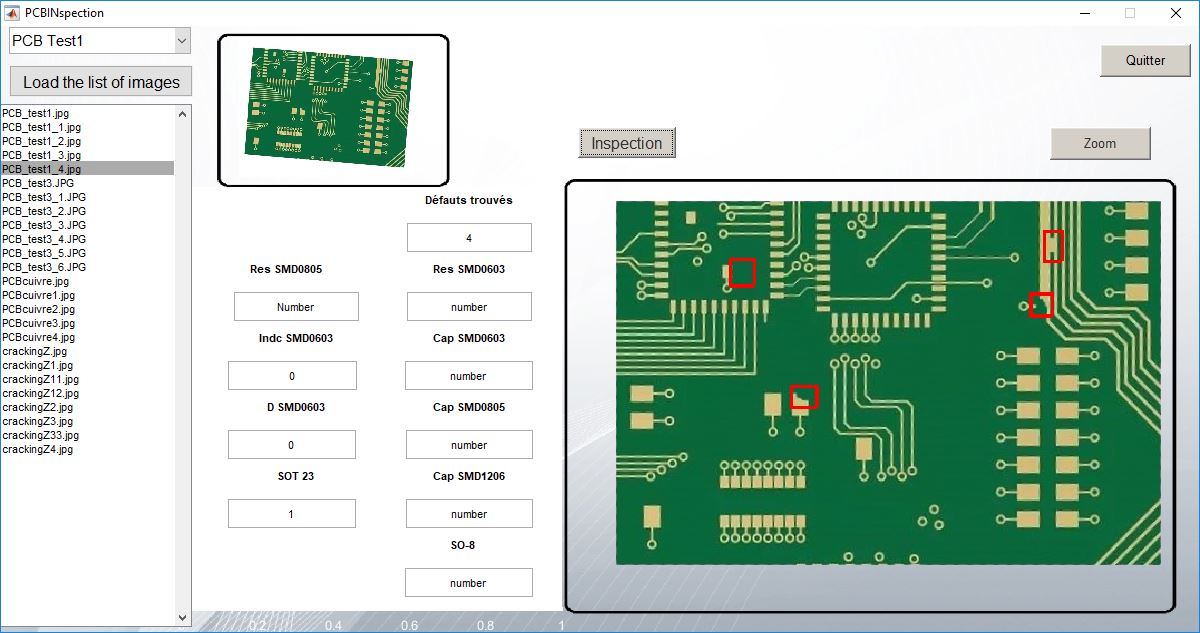 PCBINspection
PCB Test1
Load the list of images
PCB_test1.jpg
PCB_test1_1.jpg
PCB_test1_2.jpg
PCB_test1_3.jpg
PCB_test1_4.jpg
PCB_test3.JPG
PCB_test3_1.JPG
PCB_test3_2.JPG
PCB_test3_3.JPG
PCB_test3_4.JPG
PCB_test3_5.JPG
PCB_test3_6.JPG
PCBcuivre.jpg
PCBcuivre1.jpg
PCBcuivre2.jpg
PCBcuivre3.jpg
PCBcuivre4.jpg
crackingZ.jpg
crackingZ1.jpg
crackingZ11.jpg
crackingZ12.jpg
crackingZ2.jpg
crackingZ3.jpg
crackingZ33.jpg
crackingZ4.jpg
Quitter
Inspection
Zoom
Défauts trouvés
4
Res SMD0805
Res SMD0603
Number
number
Indc SMD0603
Cap SMD0603
0
number
D SMD0603
Cap SMD0805
0
number
SOT 23
Cap SMD1206
1
number
SO-8
number
0.2
0.4
0.6
0.8
1